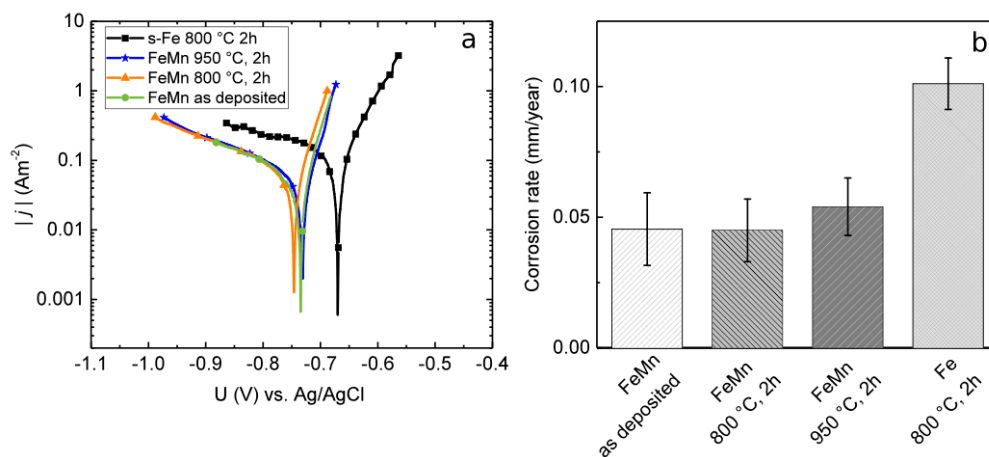 a
s-Fe 800 °C 2h
FeMn 950 °C, 2h
FeMn 800 °C, 2h
FeMn as deposited
10
1
0.1
0.01
0.001
| j | (Am⁻²)
-1.1
-1.0
-0.9
-0.8
-0.7
-0.6
-0.5
-0.4
U (V) vs. Ag/AgCl
b
Corrosion rate (mm/year)
0.10
0.05
0.00
FeMn
as deposited
FeMn
800 °C, 2h
FeMn
950 °C, 2h
Fe
800 °C, 2h